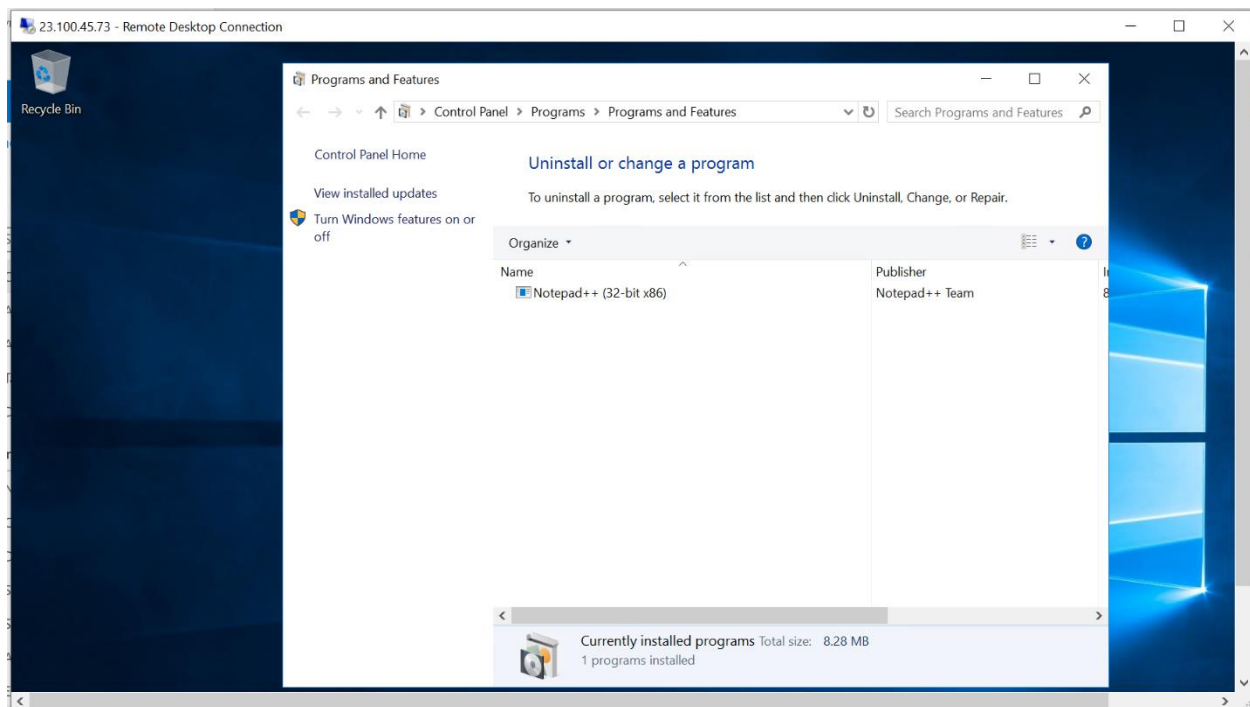 23.100.45.73 - Remote Desktop Connection
Recycle Bin
Programs and Features
Control Panel > Programs > Programs and Features
Search Programs and Features
Control Panel Home
View installed updates
Turn Windows features on or
off
Uninstall or change a program
To uninstall a program, select it from the list and then click Uninstall, Change, or Repair.
Organize
Name Publisher
Notepad++ (32-bit x86) Notepad++ Team
Currently installed programs Total size: 8.28 MB
1 programs installed